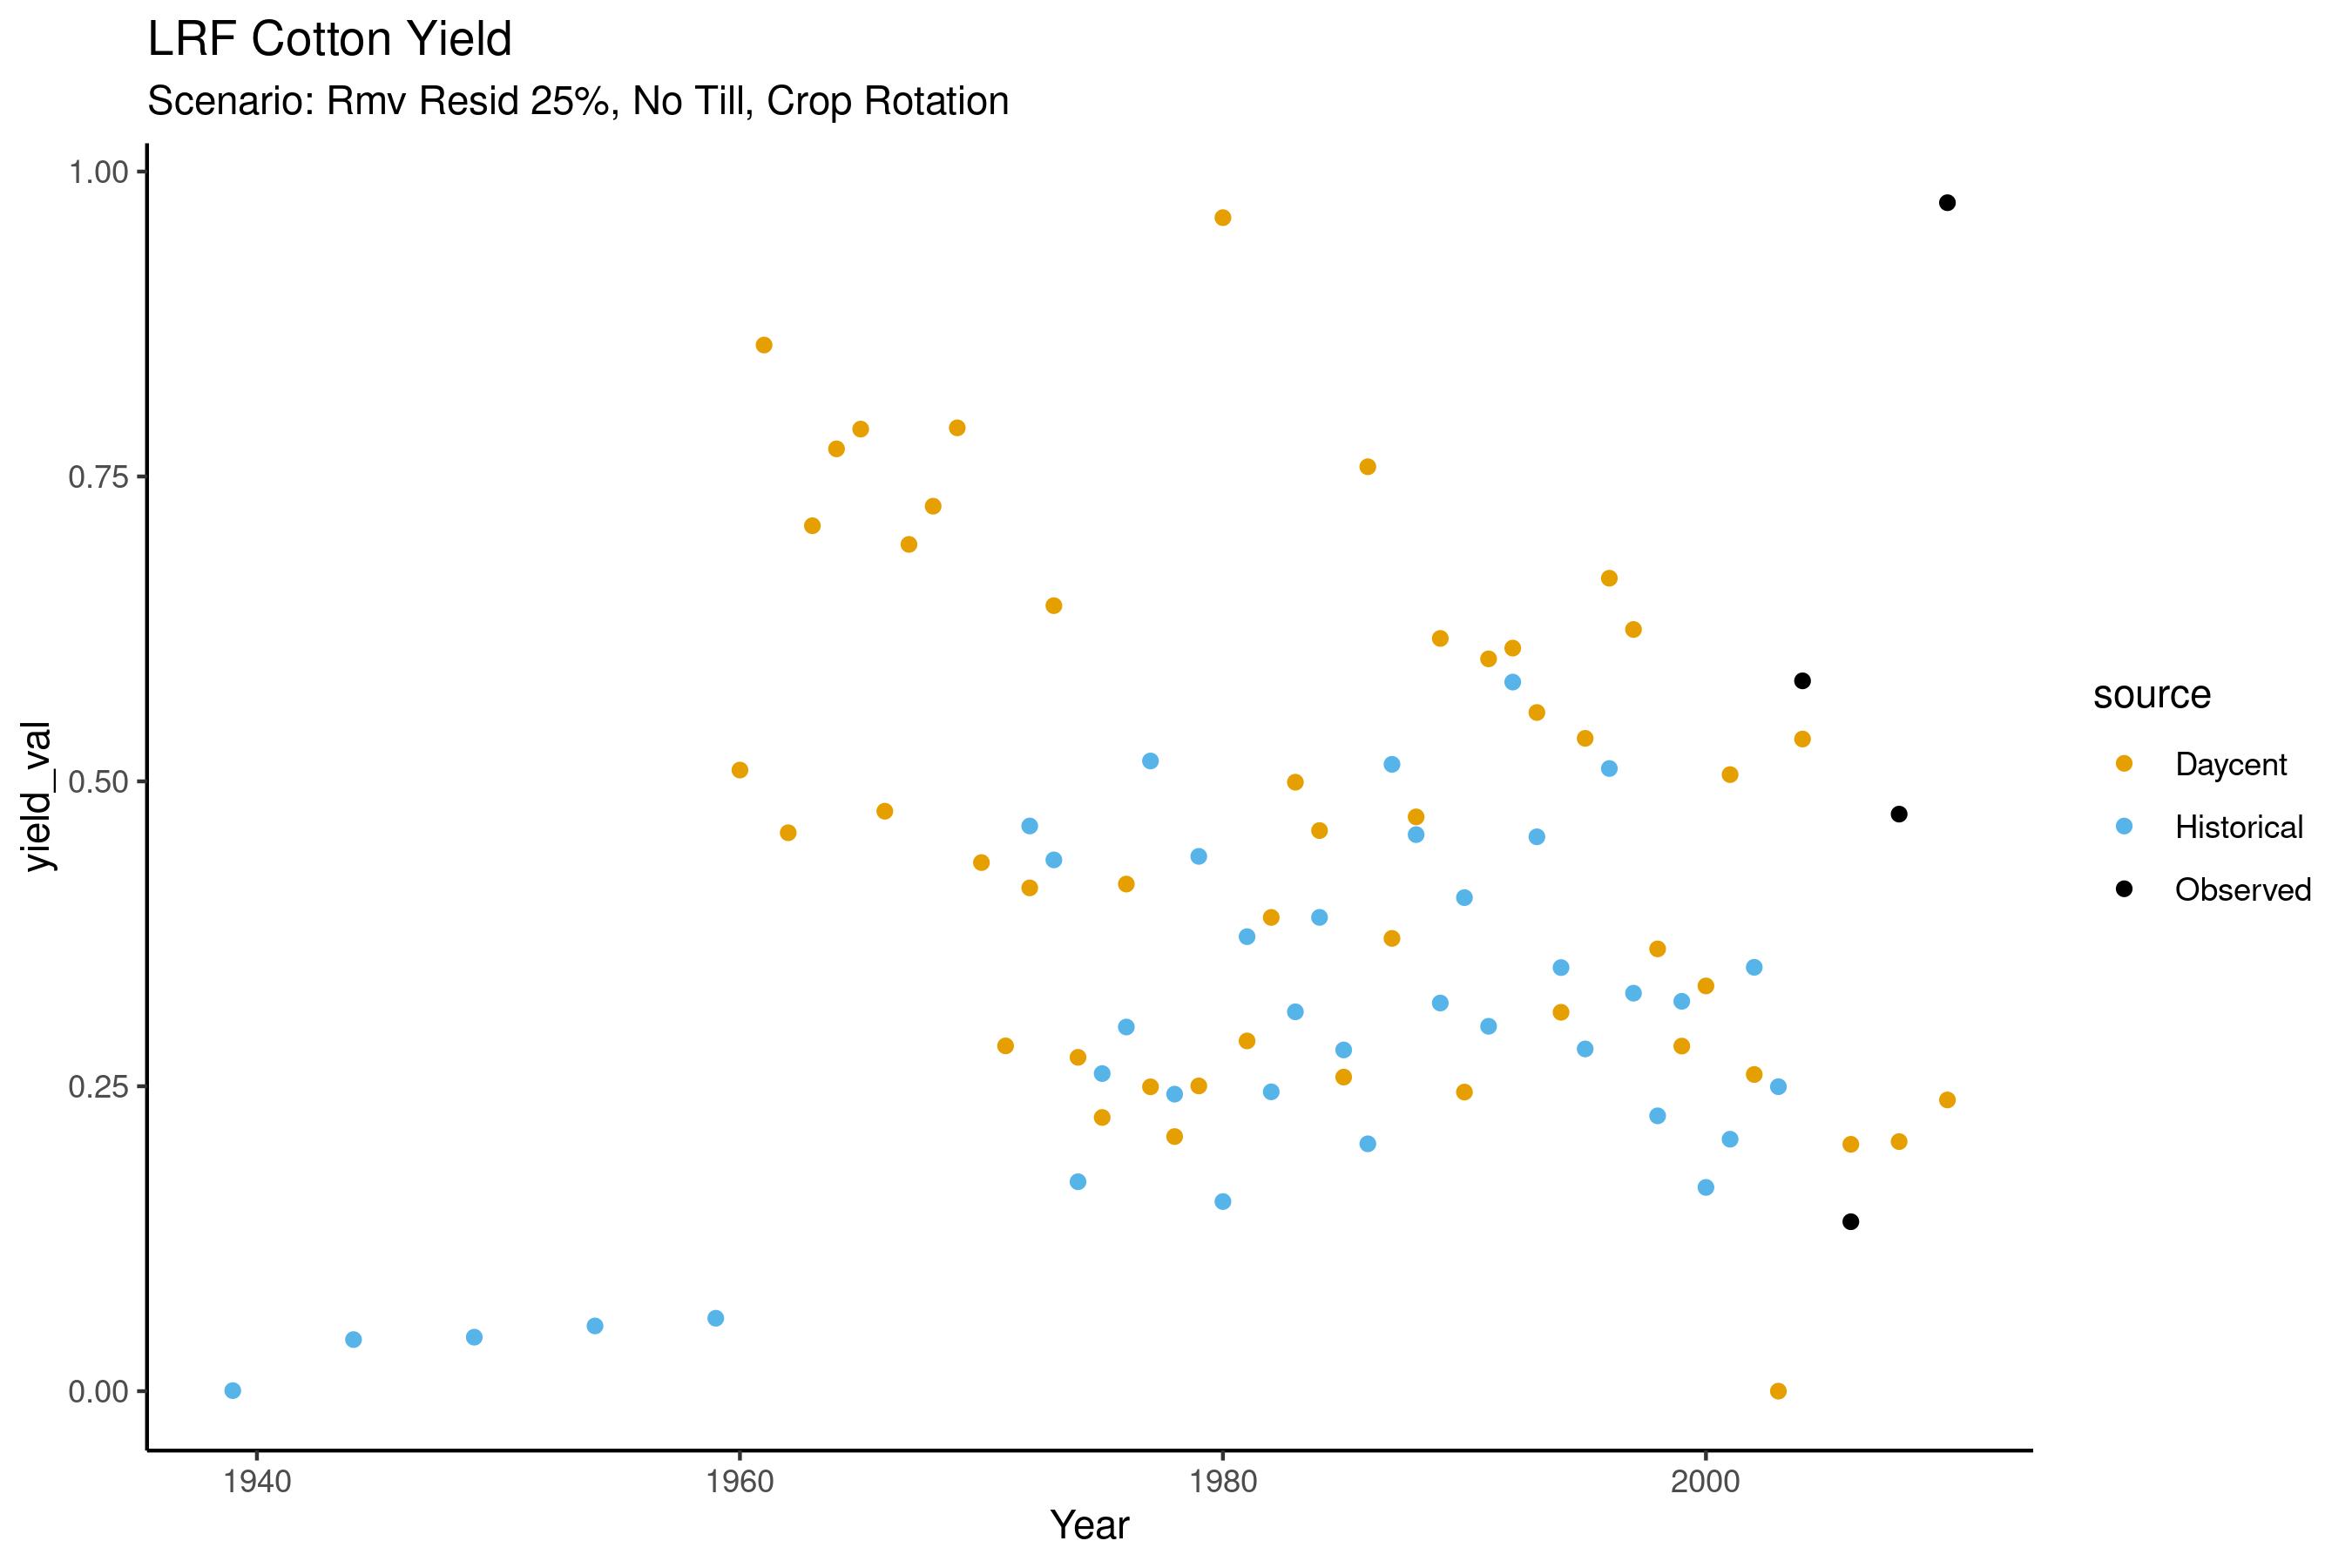 LRF Cotton Yield
Scenario: Rmv Resid 25%, No Till, Crop Rotation
1.00
0.75
0.50
0.25
0.00
yield_val
1940 1960 1980 2000
Year
source
Daycent
Historical
Observed